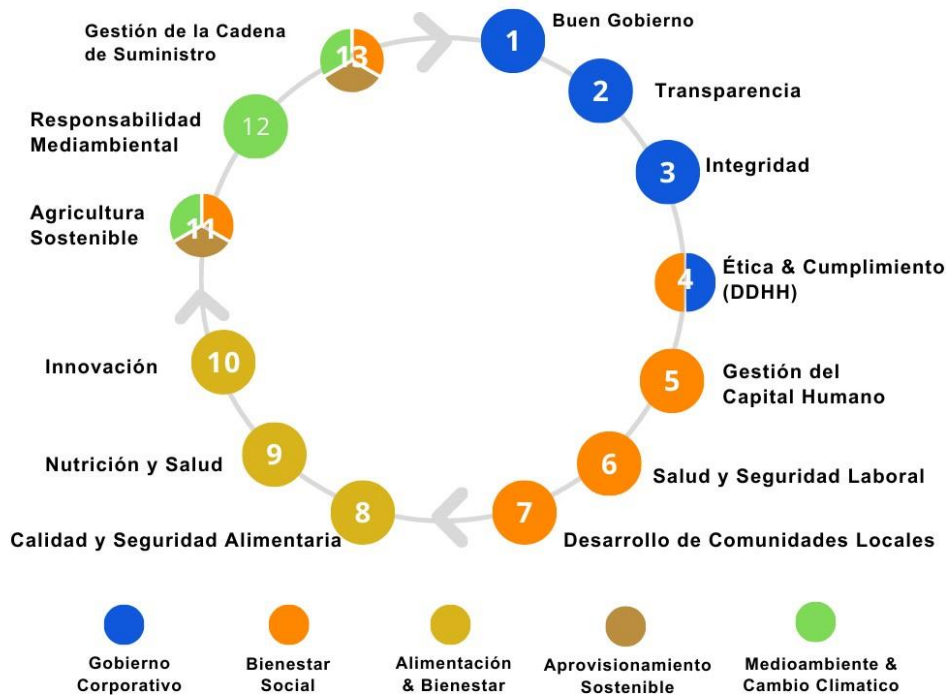 1
Buen Gobierno
2
Transparencia
3
Integridad
4
Ética & Cumplimiento
(DDHH)
5
Gestión del
Capital Humano
6
Salud y Seguridad Laboral
7
Desarrollo de Comunidades Locales
8
Calidad y Seguridad Alimentaria
9
Nutrición y Salud
10
Innovación
11
Agricultura
Sostenible
12
Responsabilidad
Mediambiental
13
Gestión de la Cadena
de Suministro
Gobierno
Corporativo
Bienestar
Social
Alimentación
& Bienestar
Aprovisionamiento
Sostenible
Medioambiente &
Cambio Climatico